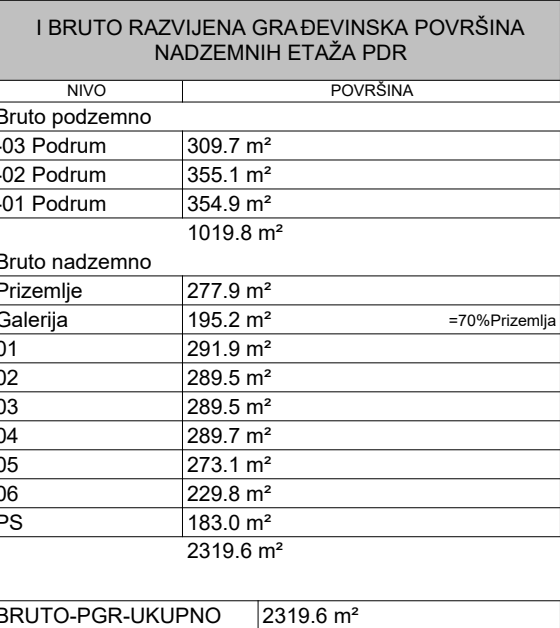 I BRUTO RAZVIJENA GRAĐEVINSKA POVRŠINA
NADZEMNIH ETAŽA PDR
NIVO POVRŠINA
Bruto podzemno
-03 Podrum 309.7 m²
-02 Podrum 355.1 m²
-01 Podrum 354.9 m²
1019.8 m²
Bruto nadzemno
Prizemlje 277.9 m²
Galerija 195.2 m² =70%Prizemlja
01 291.9 m²
02 289.5 m²
03 289.5 m²
04 289.7 m²
05 273.1 m²
06 229.8 m²
PS 183.0 m²
2319.6 m²
BRUTO-PGR-UKUPNO 2319.6 m²